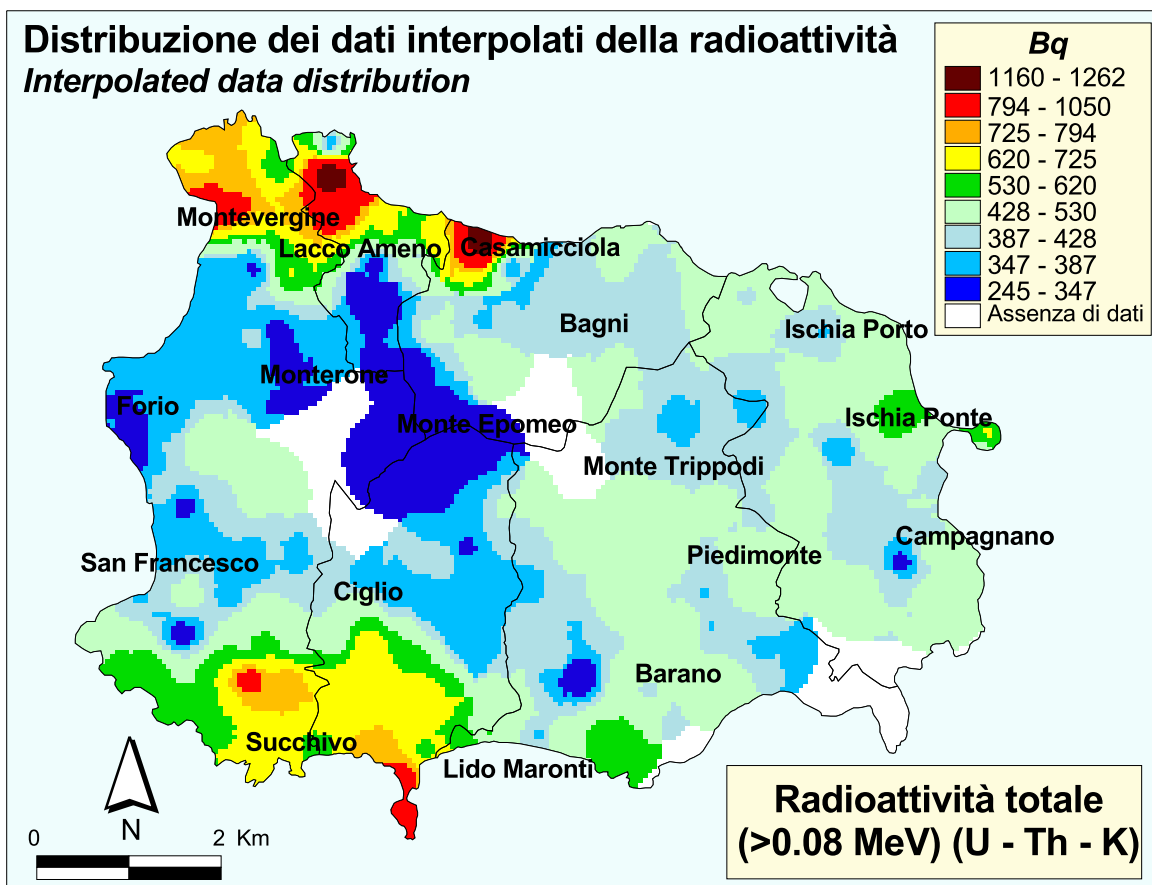 Distribuzione dei dati interpolati della radioattività
Interpolated data distribution
Bq
1160 - 1262
794 - 1050
725 - 794
620 - 725
530 - 620
428 - 530
387 - 428
347 - 387
245 - 347
Assenza di dati
Montevergine
Lacco Ameno
Casamicciola
Bagni
Ischia Porto
Monterone
Forio
Monte Epomeo
Ischia Ponte
Monte Trippodi
Campagnano
San Francesco
Piedimonte
Ciglio
Barano
Succhivo
Lido Maronti
N
0 2 Km
Radioattività totale
(>0.08 MeV) (U - Th - K)